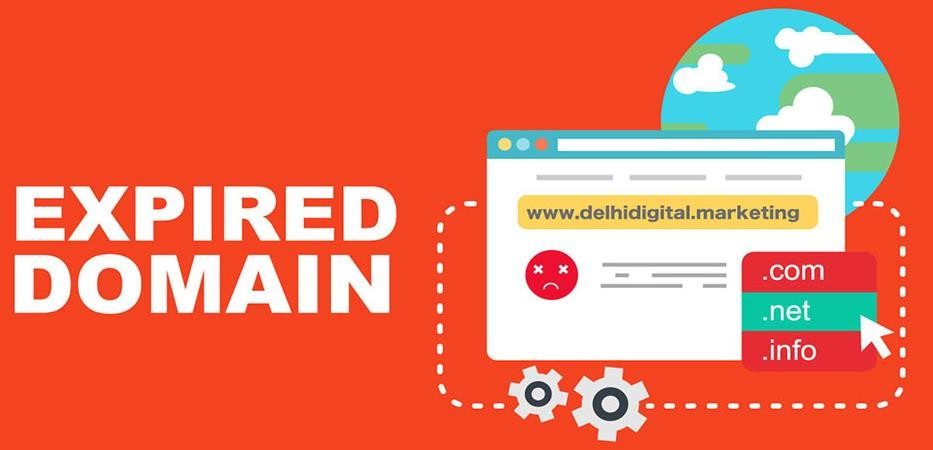 EXPIRED
DOMAIN
www.delhidigital.marketing
.com
.net
.info